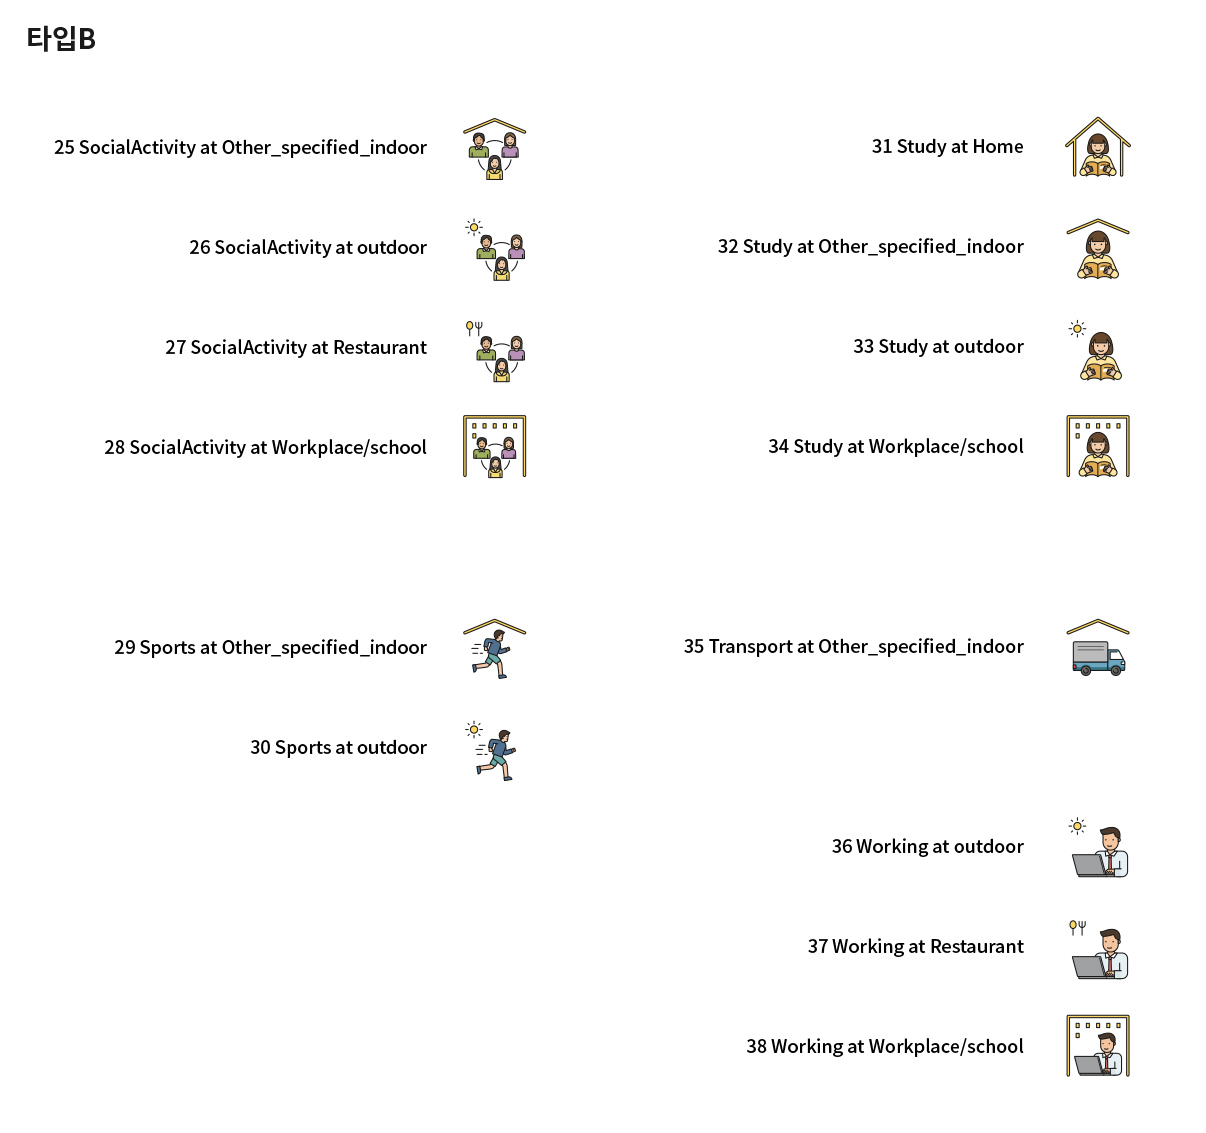 타입B
25 SocialActivity at Other_specified_indoor
26 SocialActivity at outdoor
27 SocialActivity at Restaurant
28 SocialActivity at Workplace/school
29 Sports at Other_specified_indoor
30 Sports at outdoor
31 Study at Home
32 Study at Other_specified_indoor
33 Study at outdoor
34 Study at Workplace/school
35 Transport at Other_specified_indoor
36 Working at outdoor
37 Working at Restaurant
38 Working at Workplace/school